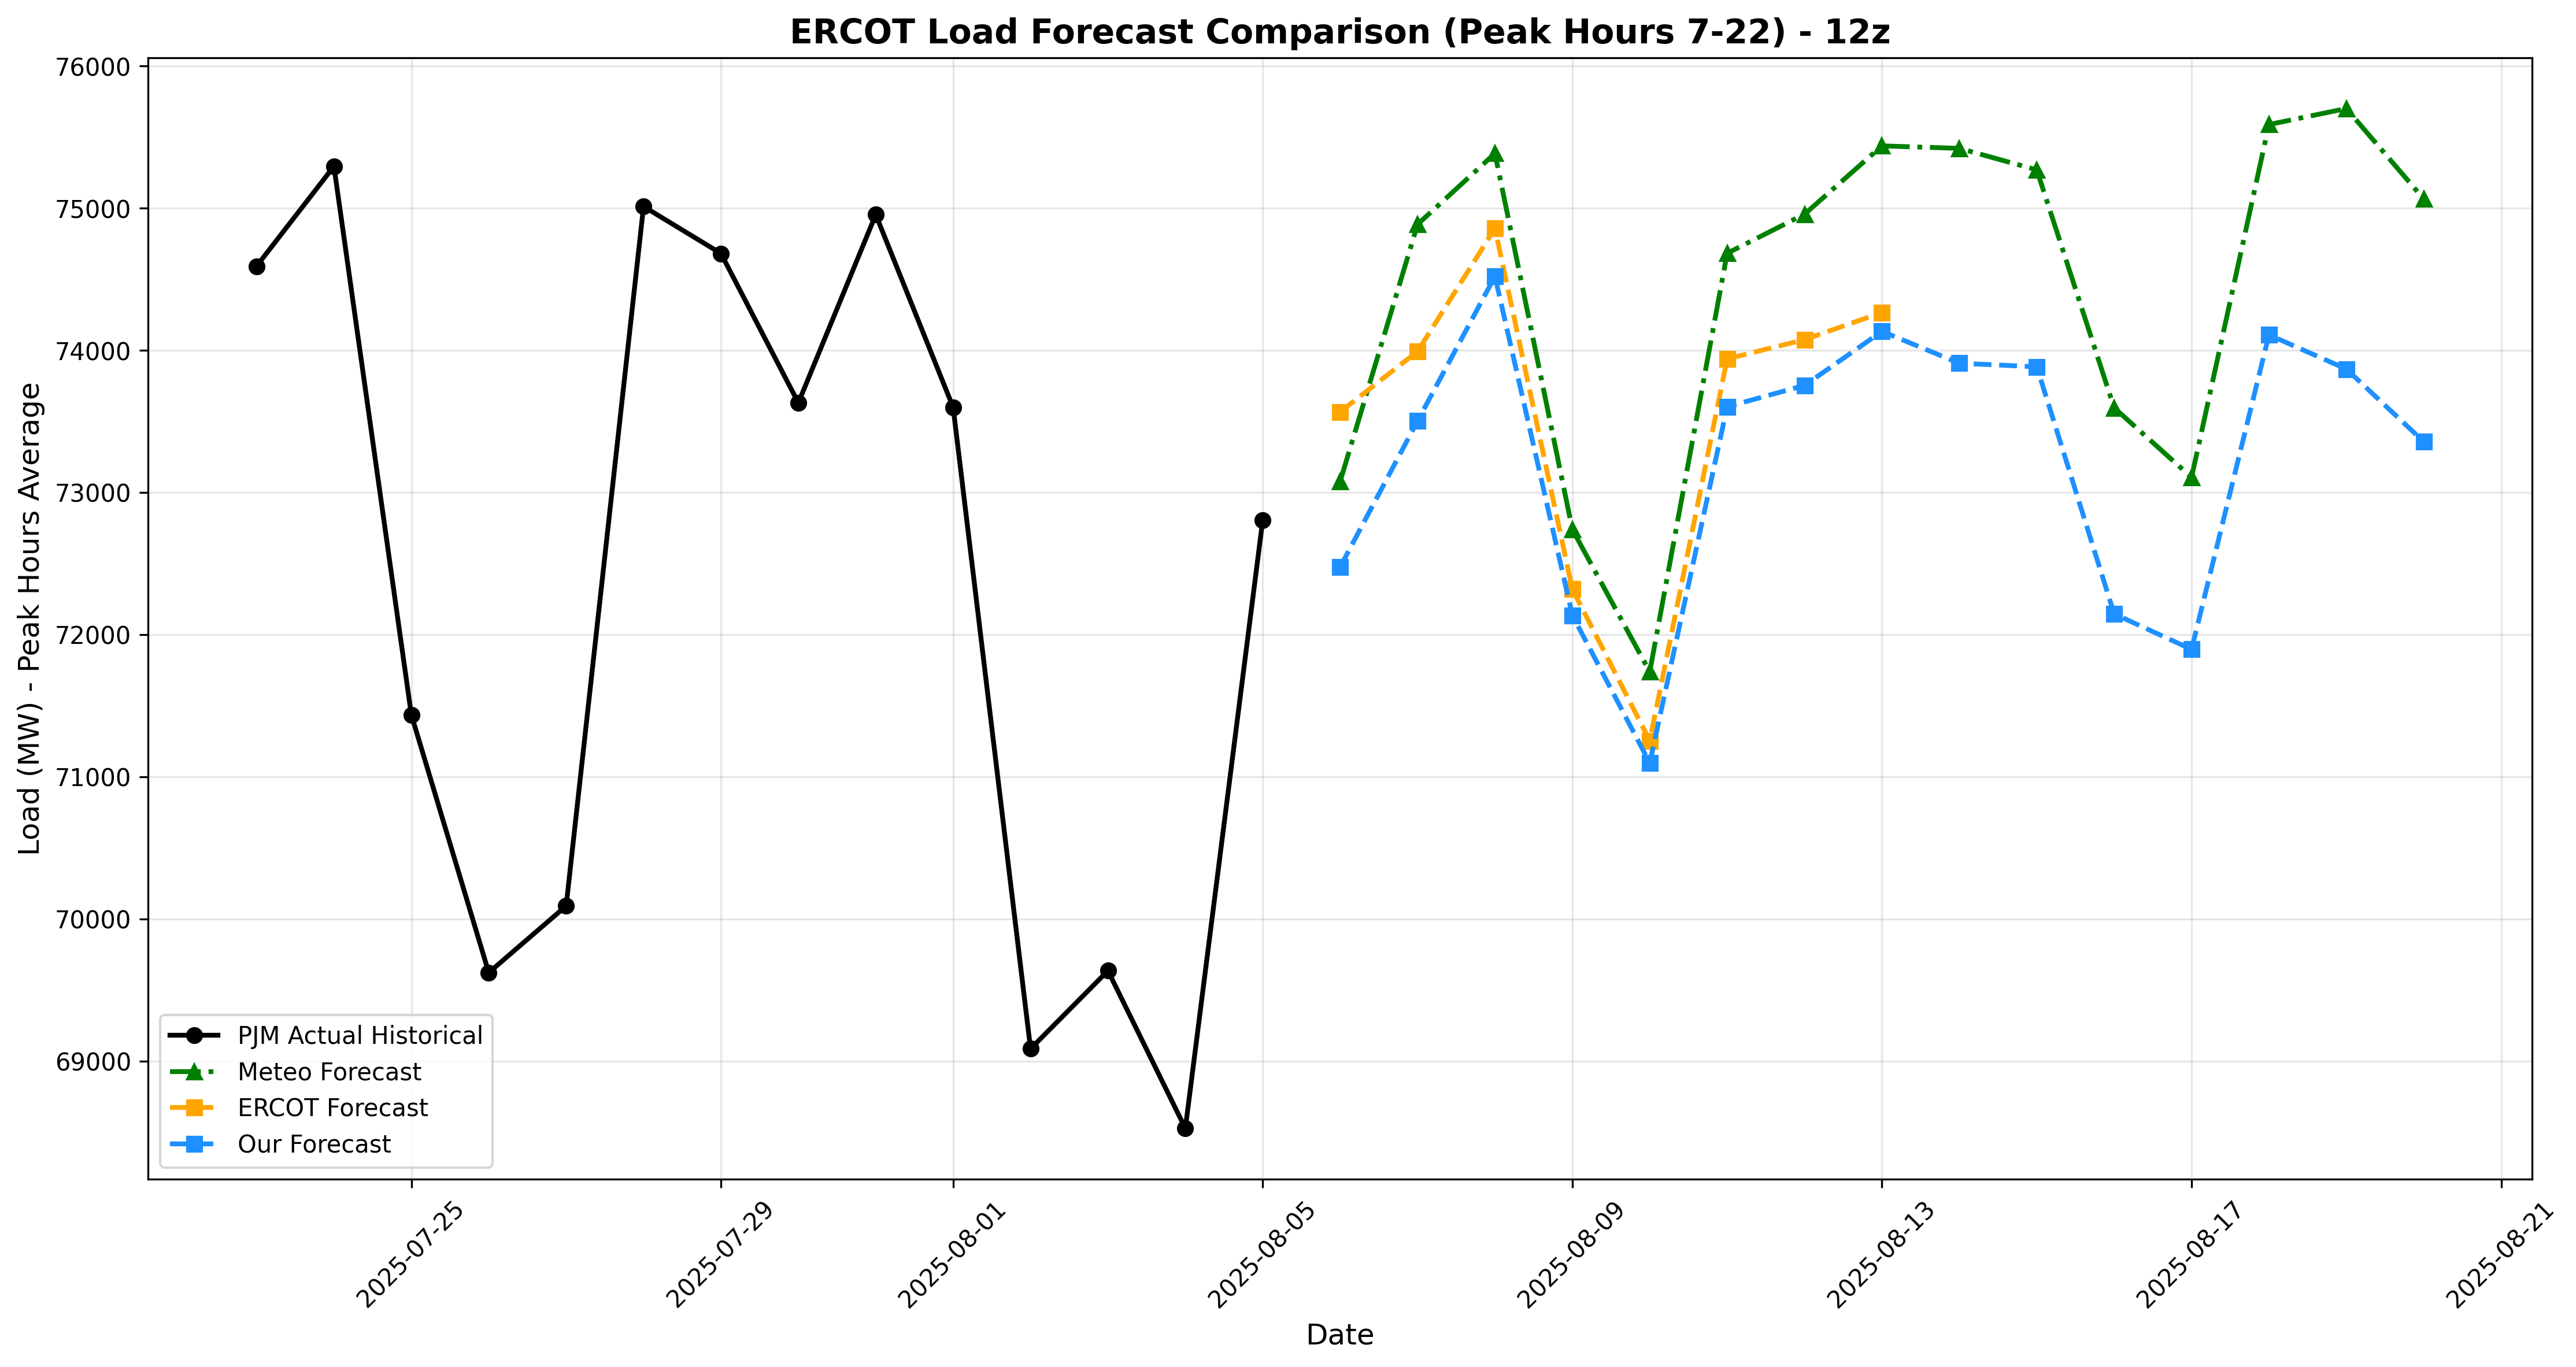 ERCOT Load Forecast Comparison (Peak Hours 7-22) - 12z
Load (MW) - Peak Hours Average
76000
75000
74000
73000
72000
71000
70000
69000
PJM Actual Historical
Meteo Forecast
ERCOT Forecast
Our Forecast
2025-07-25
2025-07-29
2025-08-01
2025-08-05
2025-08-09
2025-08-13
2025-08-17
2025-08-21
Date